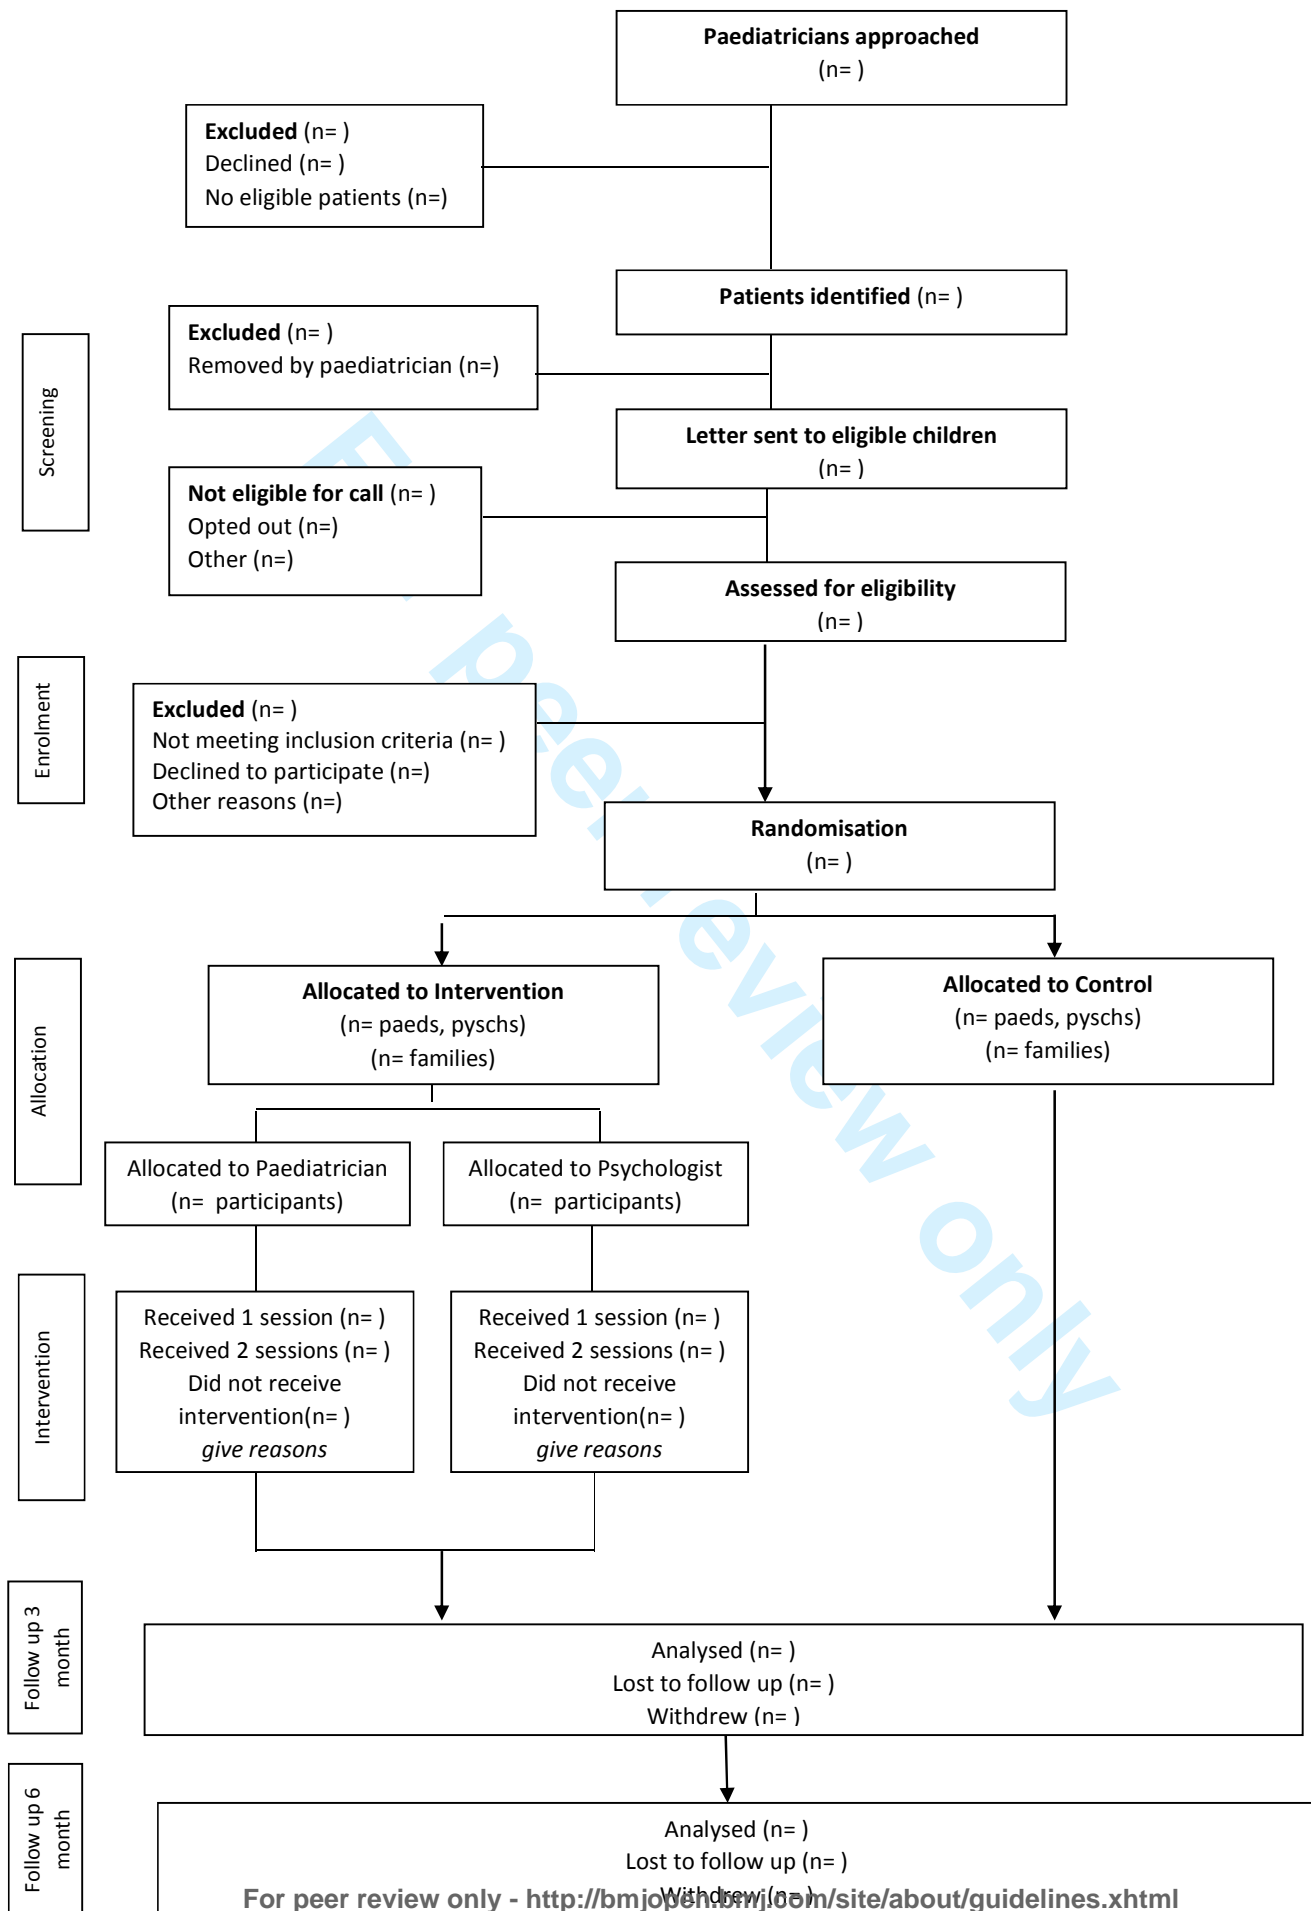 Paediatricians approached
(n= )
Excluded (n= )
Declined (n= )
No eligible patients (n=)
Patients identified (n= )
Excluded (n= )
Removed by paediatrician (n=)
Screening
Letter sent to eligible children
(n= )
Not eligible for call (n= )
Opted out (n=)
Other (n=)
Assessed for eligibility
(n= )
Enrolment
Excluded (n= )
Not meeting inclusion criteria (n= )
Declined to participate (n=)
Other reasons (n=)
Randomisation
(n= )
Allocation
Allocated to Intervention
(n= paeds, pyschs)
(n= families)
Allocated to Control
(n= paeds, pyschs)
(n= families)
Allocated to Paediatrician
(n=  participants)
Allocated to Psychologist
(n=  participants)
Intervention
Received 1 session (n= )
Received 2 sessions (n= )
Did not receive
intervention(n= )
give reasons
Received 1 session (n= )
Received 2 sessions (n= )
Did not receive
intervention(n= )
give reasons
Follow up 3
month
Analysed (n= )
Lost to follow up (n= )
Withdrew (n= )
Follow up 6
month
Analysed (n= )
Lost to follow up (n= )
Withdrew (n= )
For peer review only - http://bmjopen.bmj.com/site/about/guidelines.xhtml
For peer review only